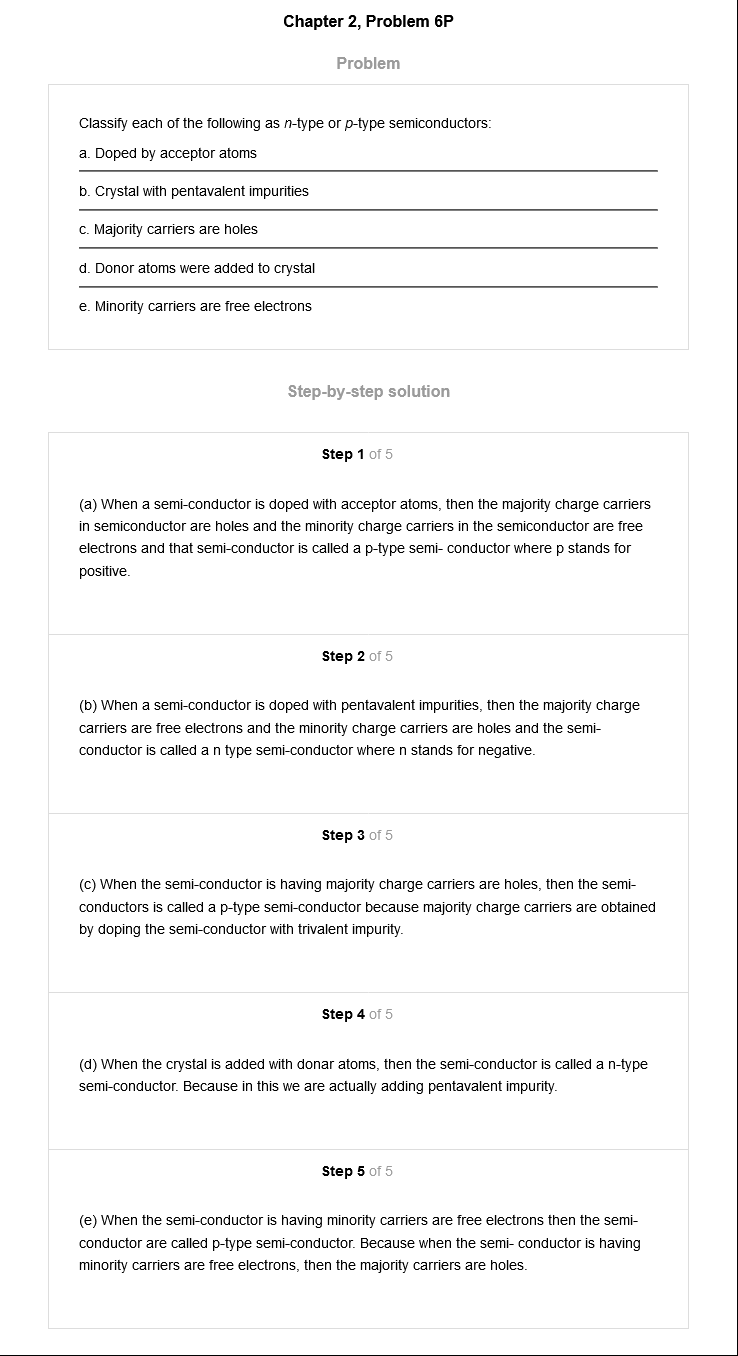 Chapter 2, Problem 6P
Problem
Classify each of the following as n-type or p-type semiconductors:
a. Doped by acceptor atoms
b. Crystal with pentavalent impurities
c. Majority carriers are holes
d. Donor atoms were added to crystal
e. Minority carriers are free electrons
Step-by-step solution
Step 1 of 5
(a) When a semi-conductor is doped with acceptor atoms, then the majority charge carriers
in semiconductor are holes and the minority charge carriers in the semiconductor are free
electrons and that semi-conductor is called a p-type semi- conductor where p stands for
positive.
Step 2 of 5
(b) When a semi-conductor is doped with pentavalent impurities, then the majority charge
carriers are free electrons and the minority charge carriers are holes and the semi-
conductor is called a n type semi-conductor where n stands for negative.
Step 3 of 5
(c) When the semi-conductor is having majority charge carriers are holes, then the semi-
conductors is called a p-type semi-conductor because majority charge carriers are obtained
by doping the semi-conductor with trivalent impurity.
Step 4 of 5
(d) When the crystal is added with donar atoms, then the semi-conductor is called a n-type
semi-conductor. Because in this we are actually adding pentavalent impurity.
Step 5 of 5
(e) When the semi-conductor is having minority carriers are free electrons then the semi-
conductor are called p-type semi-conductor. Because when the semi- conductor is having
minority carriers are free electrons, then the majority carriers are holes.